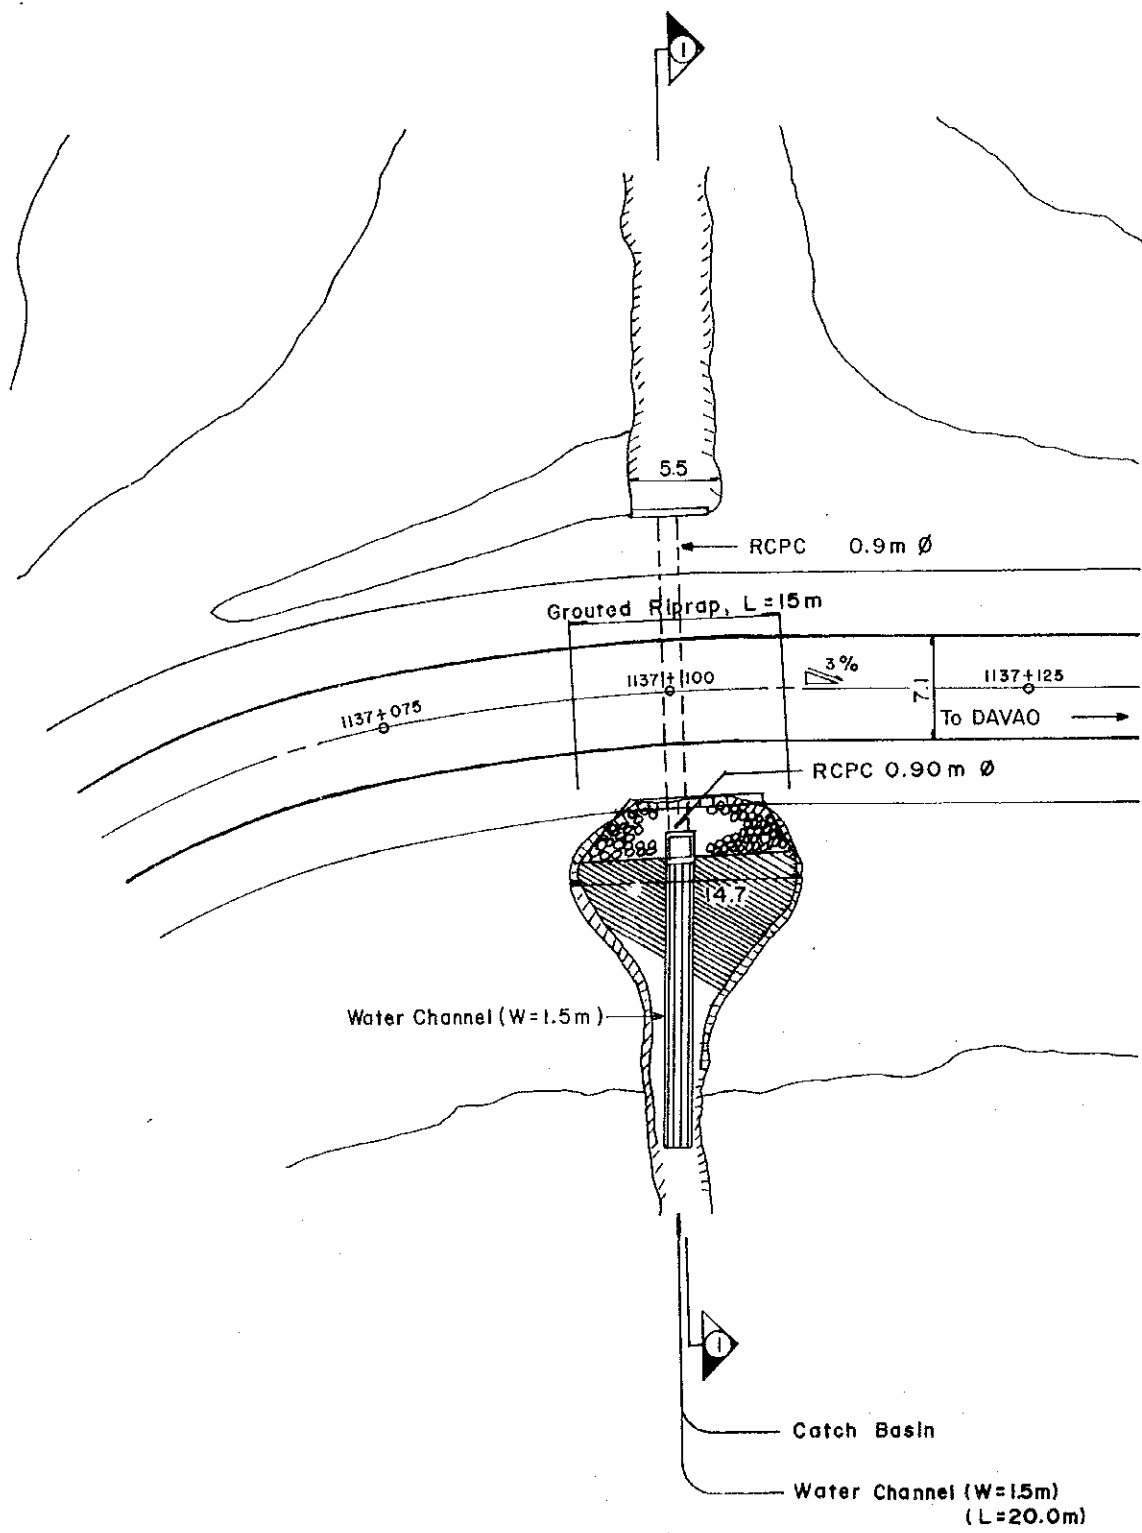 1
5.5
RCPC 0.9m Ø
Grouted Riprap, L=15m
3%
1137+100
1137+125
1137+075
7.1
To DAVAO
RCPC 0.90m Ø
14.7
Water Channel (W=1.5m)
1
Catch Basin
Water Channel (W=1.5m)
(L=20.0m)